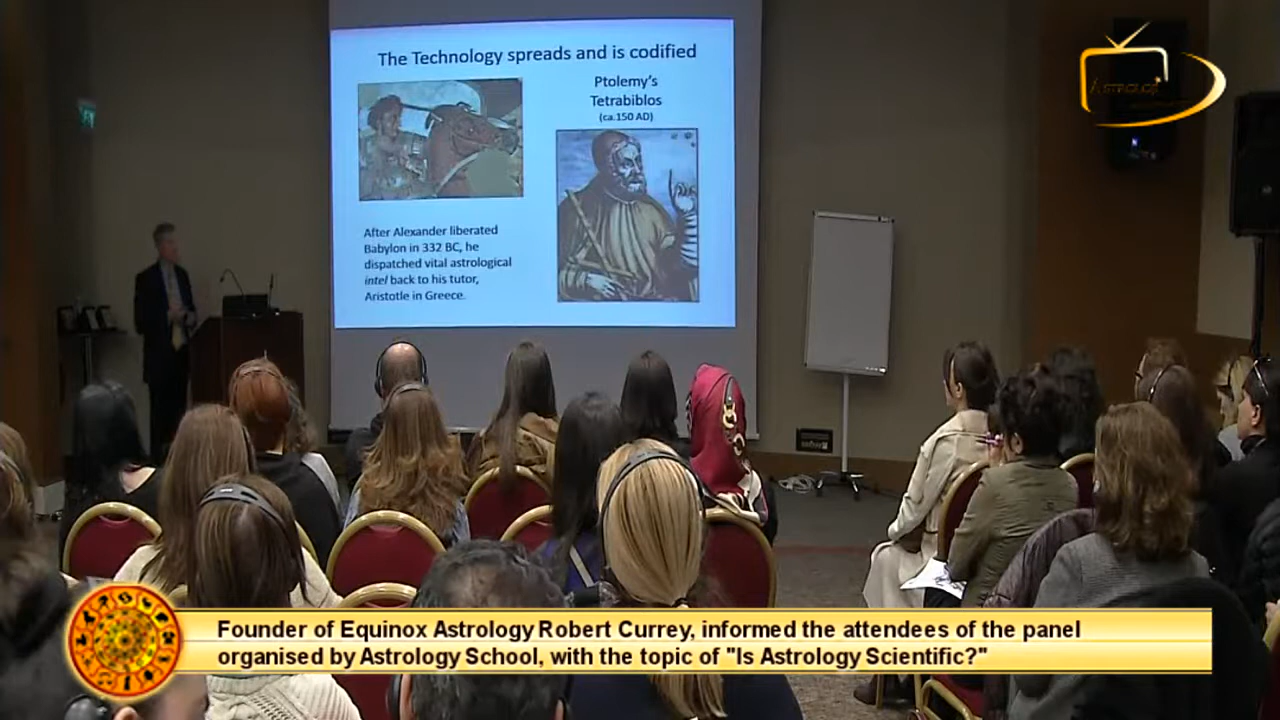 The Technology spreads and is codified
Ptolemy's
Tetrabiblos
(ca.150 AD)
After Alexander liberated
Babylon in 332 BC, he
dispatched vital astrological
intel back to his tutor,
Aristotle in Greece.
Founder of Equinox Astrology Robert Currey, informed the attendees of the panel
organised by Astrology School, with the topic of "Is Astrology Scientific?"